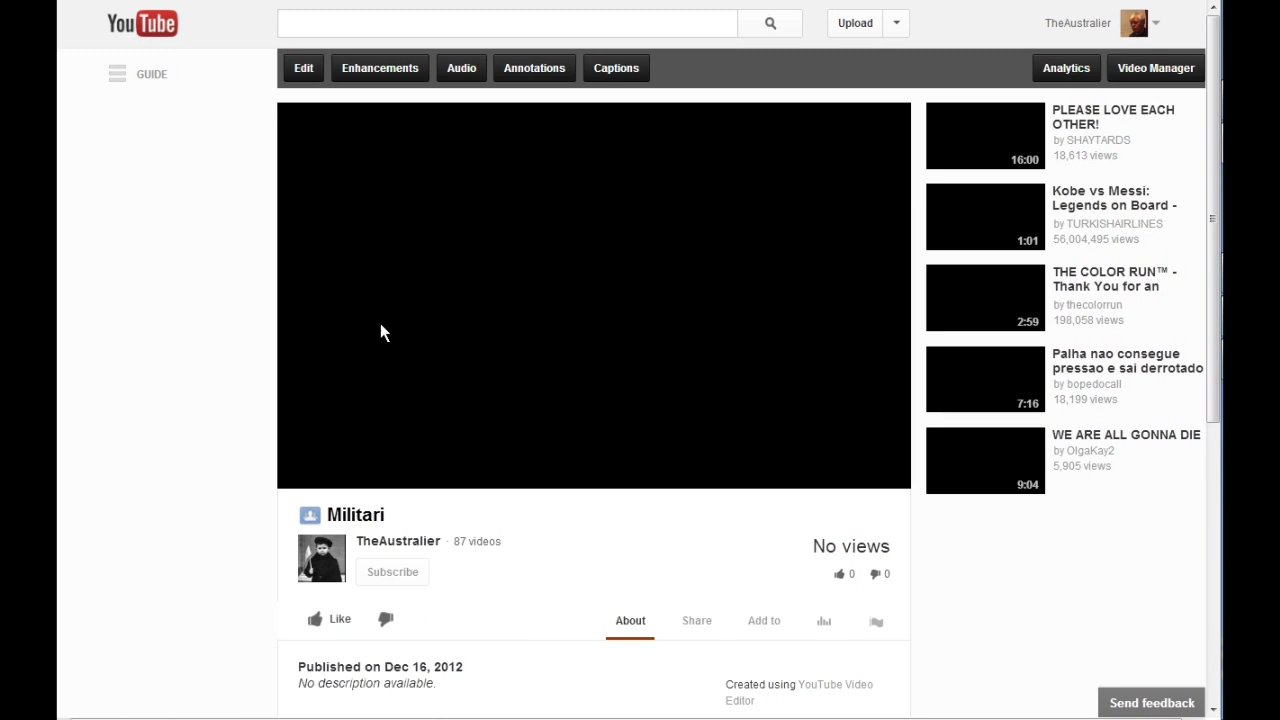 YouTube
Upload
TheAustralier
GUIDE
Edit
Enhancements
Audio
Annotations
Captions
Analytics
Video Manager
16:00
PLEASE LOVE EACH
OTHER!
by SHAYTARDS
18,613 views
1:01
Kobe vs Messi:
Legends on Board -
by TURKISHAIRLINES
56,004,495 views
2:59
THE COLOR RUN™ -
Thank You for an
by thecolorrun
198,058 views
7:16
Palha nao consegue
pressao e sai derrotado
by bopedocall
18,199 views
9:04
WE ARE ALL GONNA DIE
by OlgaKay2
5,905 views
Militari
TheAustralier · 87 videos
Subscribe
No views
0 0
Like
About
Share
Add to
Published on Dec 16, 2012
No description available.
Created using YouTube Video
Editor
Send feedback